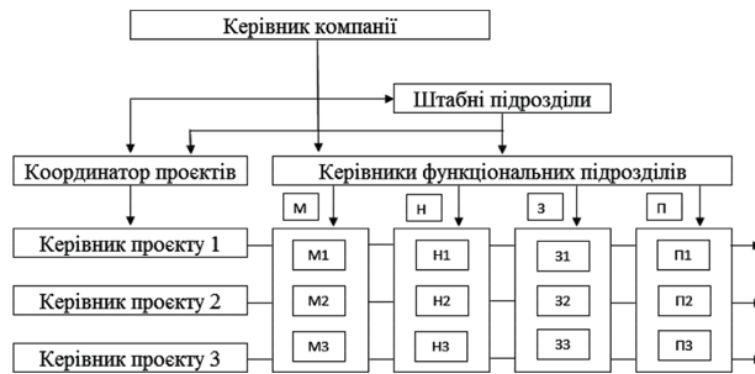 Керівник компанії
Штабні підрозділи
Координатор проєктів
Керівники функціональних підрозділів
М
Н
З
П
Керівник проєкту 1
М1
Н1
З1
П1
Керівник проєкту 2
М2
Н2
З2
П2
Керівник проєкту 3
М3
Н3
З3
П3